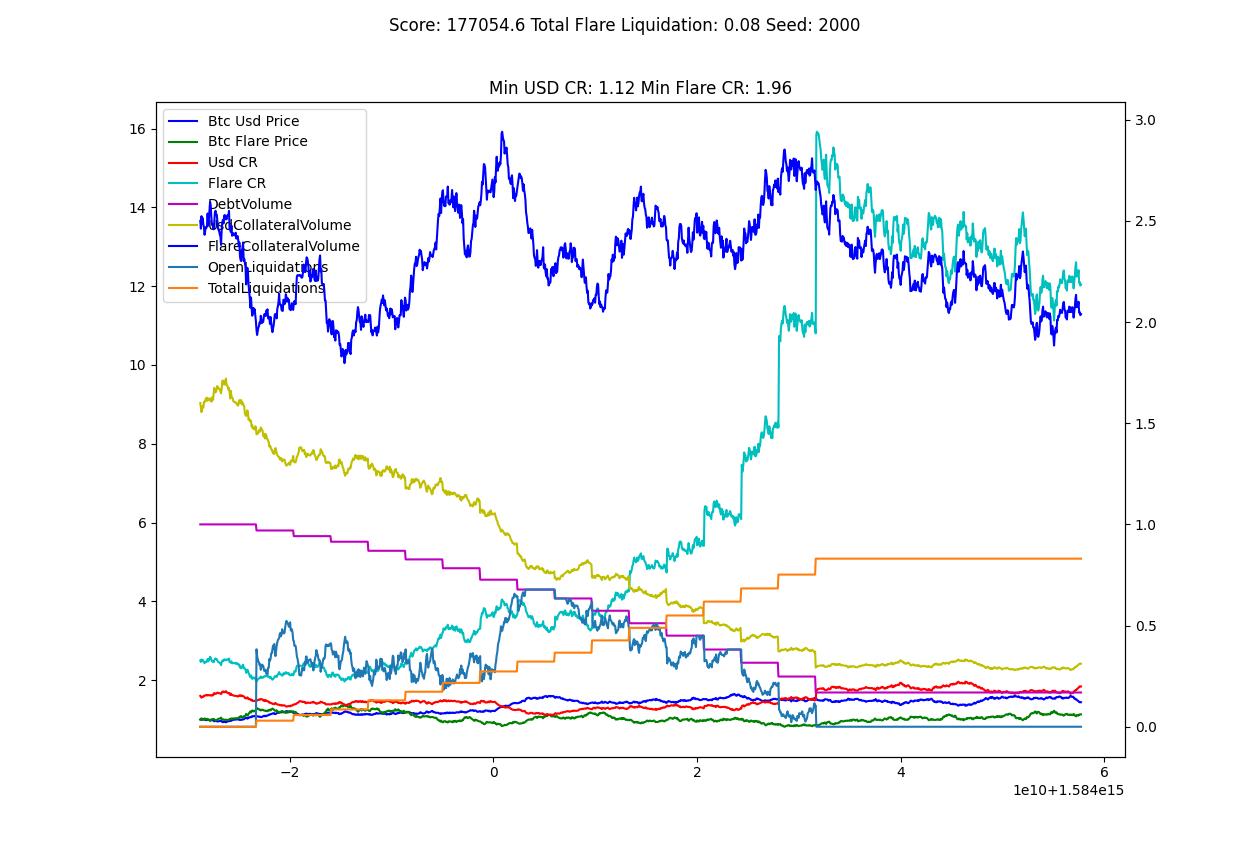 Score: 177054.6 Total Flare Liquidation: 0.08 Seed: 2000
Min USD CR: 1.12 Min Flare CR: 1.96
Btc Usd Price
Btc Flare Price
Usd CR
Flare CR
DebtVolume
UsdCollateralVolume
FlareCollateralVolume
OpenLiquidations
TotalLiquidations
16
14
12
10
8
6
4
2
3.0
2.5
2.0
1.5
1.0
0.5
0.0
−2
0
2
4
6
1e10+1.584e15